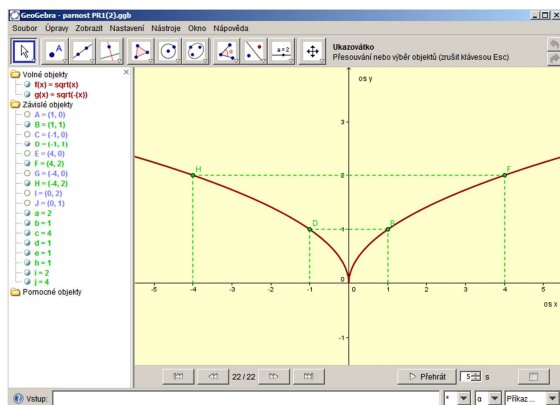 GeoGebra - parnost PR1(2).ggb
Soubor Úpravy Zobrazit Nastavení Nástroje Okno Nápověda
A
a = 2
Ukazovátko
Přesouvání nebo výběr objektů (zrušit klávesou Esc)
Volné objekty
f(x) = sqrt(x)
g(x) = sqrt(-(x))
Závislé objekty
A = (1, 0)
B = (1, 1)
C = (-1, 0)
D = (-1, 1)
E = (4, 0)
F = (4, 2)
G = (-4, 0)
H = (-4, 2)
I = (0, 2)
J = (0, 1)
a = 2
b = 1
c = 4
d = 1
e = 1
h = 1
i = 2
j = 4
Pomocné objekty
os y
3
H
2
F
D
1
B
0
-5 -4 -3 -2 -1 0 1 2 3 4 5
os x
-1
22 / 22
Přehrát
5
s
Vstup:
²
α
Příkaz ...